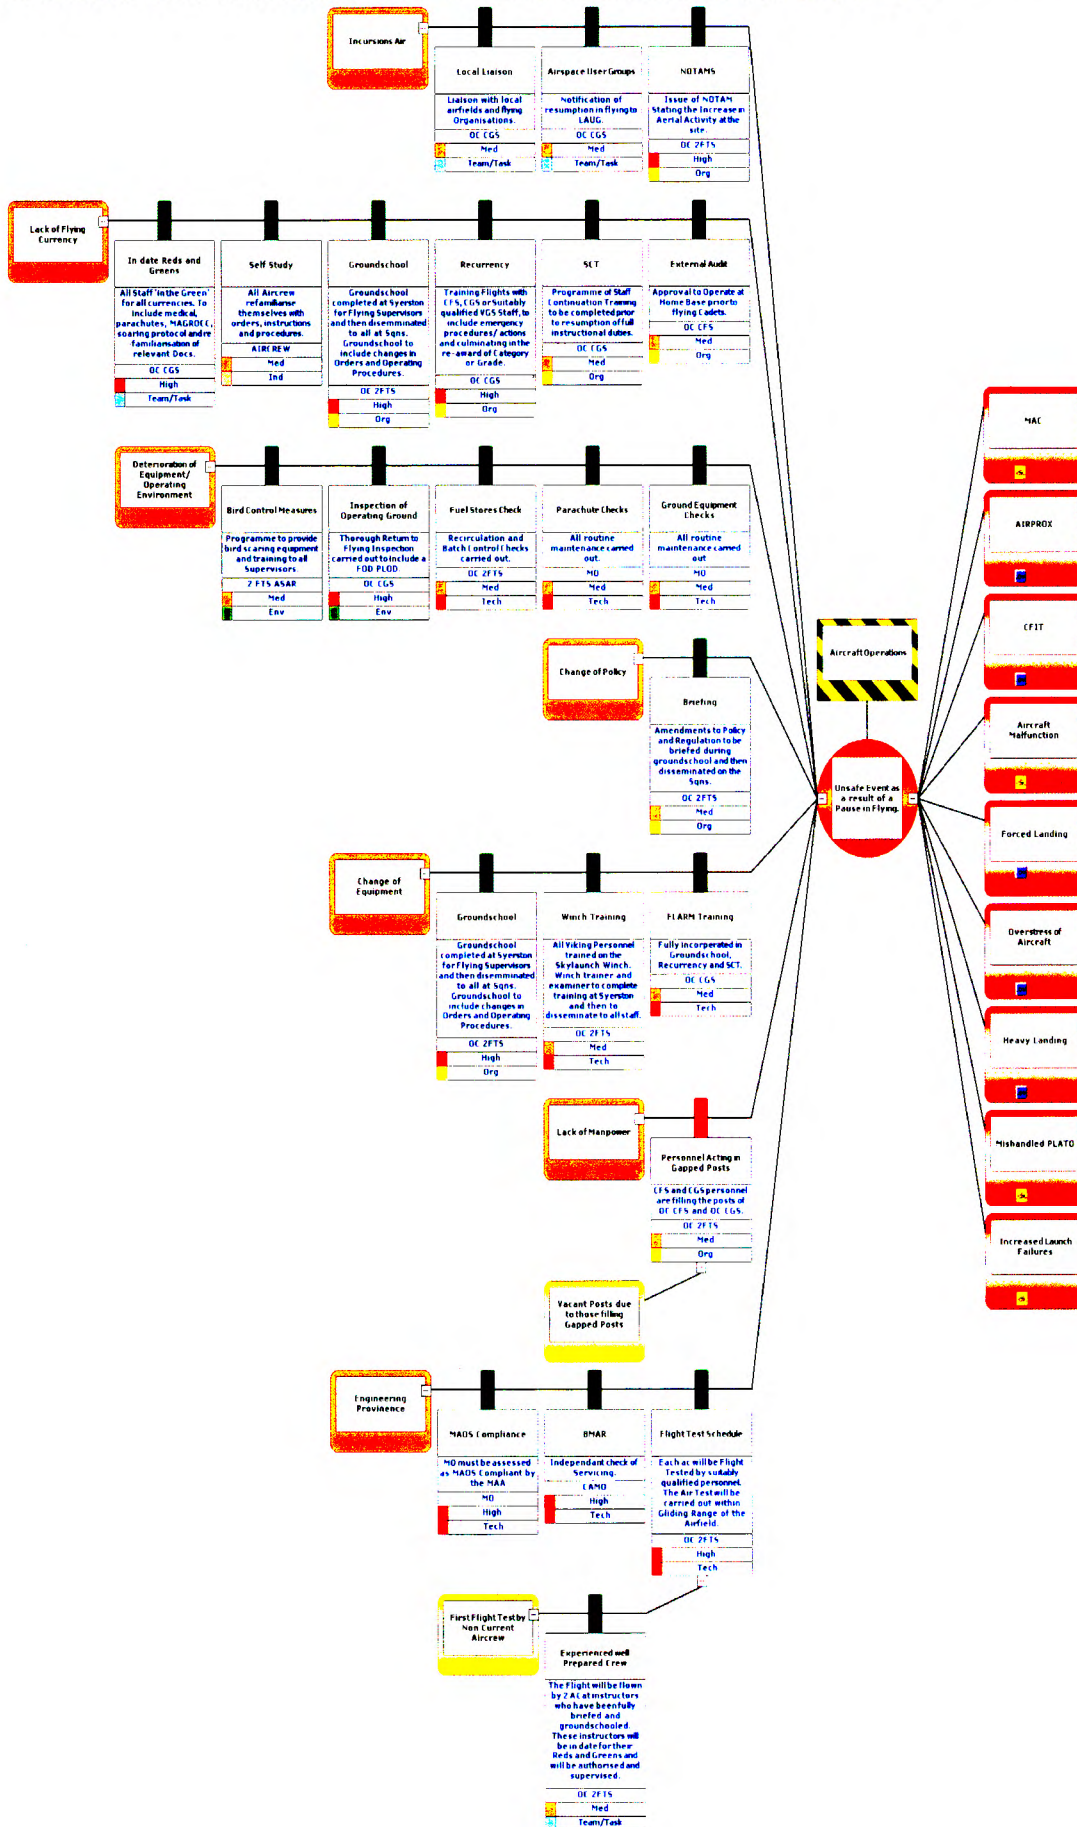 Incursions Air
Local Liaison
Liaison with local
airfields and flying
Organisations.
OC CGS
Med
Team/Task
Airspace User Groups
Notification of
resumption in flying to
LAUG.
OC CGS
Med
Team/Task
NOTAMS
Issue of NOTAM
Stating the Increase in
Aerial Activity at the
site.
OC 2FTS
High
Org
Lack of Flying
Currency
In date Reds and
Greens
All Staff 'in the Green'
for all currencies. To
include medical,
parachutes, MAGROCC,
soaring protocol and re
-familiarisation of
relevant Docs.
OC CGS
High
Team/Task
Self Study
All Aircrew
refamiliarise
themselves with
orders, instructions
and procedures.
AIRCREW
Med
Ind
Groundschool
Groundschool
completed at Syerston
for Flying Supervisors
and then disemminated
to all at Sqns.
Groundschool to
include changes in
Orders and Operating
Procedures.
OC 2FTS
High
Org
Recurrency
Training Flights with
CFS, CGS or Suitably
qualified VGS Staff, to
include emergency
procedures/ actions
and culminating in the
re-award of Category
or Grade.
OC CGS
High
Org
SCT
Programme of Staff
Continuation Training
to be completed prior
to resumption of full
instructional duties.
OC CGS
Med
Org
External Audit
Approval to Operate at
Home Base prior to
flying Cadets.
OC CFS
Med
Org
Deterioration of
Equipment/
Operating
Environment
Bird Control Measures
Programme to provide
bird scaring equipment
and training to all
Supervisors.
2 FTS ASAR
Med
Env
Inspection of
Operating Ground
Thorough Return to
Flying Inspection
carried out to include a
FOD PLOD.
OC CGS
High
Env
Fuel Stores Check
Recirculation and
Batch Control Checks
carried out.
OC 2FTS
Med
Tech
Parachute Checks
All routine
maintenance carried
out.
MO
Med
Tech
Ground Equipment
Checks
All routine
maintenance carried
out
MO
Med
Tech
Change of Policy
Briefing
Amendments to Policy
and Regulation to be
briefed during
groundschool and then
disseminated on the
Sqns.
OC 2FTS
Med
Org
Change of
Equipment
Groundschool
Groundschool
completed at Syerston
for Flying Supervisors
and then disemminated
to all at Sqns.
Groundschool to
include changes in
Orders and Operating
Procedures.
OC 2FTS
High
Org
Winch Training
All Viking Personnel
trained on the
Skylaunch Winch.
Winch trainer and
examiner to complete
training at Syerston
and then to
disseminate to all staff.
OC 2FTS
Med
Tech
FLARM Training
Fully incorperated in
Groundschool,
Recurrency and SCT.
OC CGS
Med
Tech
Lack of Manpower
Personnel Acting in
Gapped Posts
CFS and CGS personnel
are filling the posts of
OC CFS and OC CGS.
OC 2FTS
Med
Org
Vacant Posts due
to those filling
Gapped Posts
Engineering
Provinence
MAOS Compliance
MO must be assessed
as MAOS Compliant by
the MAA
MO
High
Tech
BMAR
Independant check of
Servicing.
CAMO
High
Tech
Flight Test Schedule
Each ac will be Flight
Tested by suitably
qualified personnel.
The Air Test will be
carried out within
Gliding Range of the
Airfield.
OC 2FTS
High
Tech
First Flight Test by
Non Current
Aircrew
Experienced well
Prepared Crew
The Flight will be flown
by 2 A Cat instructors
who have been fully
briefed and
groundschooled.
These instructors will
be in date for their
Reds and Greens and
will be authorised and
supervised.
OC 2FTS
Med
Team/Task
Aircraft Operations
Unsafe Event as
a result of a
Pause in Flying.
MAC
AIRPROX
CFIT
Aircraft
Malfunction
Forced Landing
Overstress of
Aircraft
Heavy Landing
Mishandled PLATO
Increased Launch
Failures